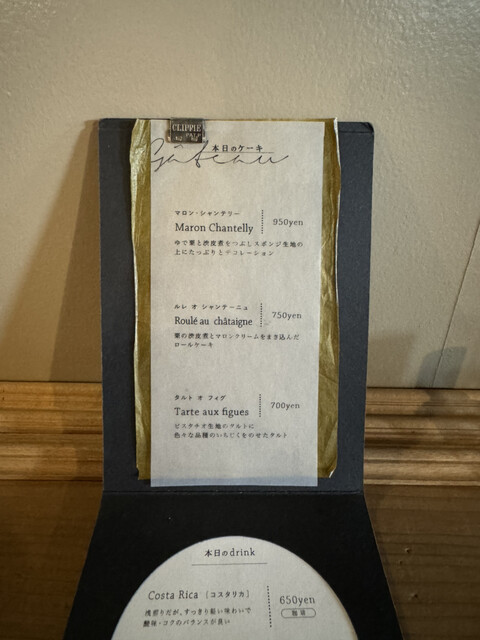 CLIPPIE
本日のケーキ
Gâteau
マロン・シャンテリー
Maron Chantelly
950yen
今で栗と渋皮煮をつぶしスポンジ生地の
上にたっぷりとデコレーション
ルレ オ シャンテーニュ
Roulé au châtaigne
750yen
栗の渋皮煮とマロンクリームをまき込んだ
ロールケーキ
タルト オ フィグ
Tarte aux figues
700yen
ピスタチオ生地のタルトに
色々な品種のいちじくをのせたタルト
本日のdrink
Costa Rica [コスタリカ]
650yen
浅煎りだが、すっきり軽い味わいで
酸味・コクのバランスが良い
珈琲